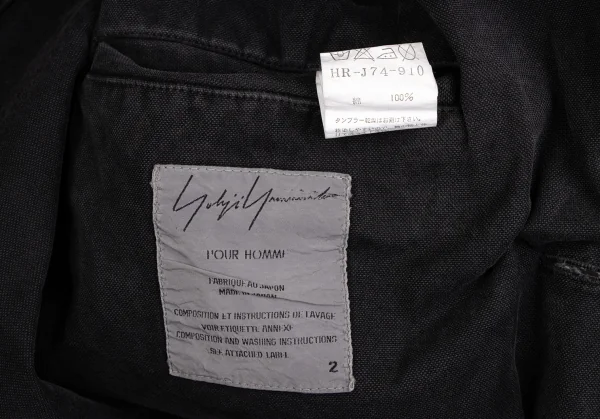 HR-J74-910
綿 100%
タンブラー乾燥はお避け下さい。
Yohji Yamamoto
POUR HOMME
FABRIQUE AU JAPON
MADE IN JAPAN
COMPOSITION ET INSTRUCTIONS DE LAVAGE
VOIR ETIQUETTE ANNEXE
COMPOSITION AND WASHING INSTRUCTIONS
SEE ATTACHED LABEL
2